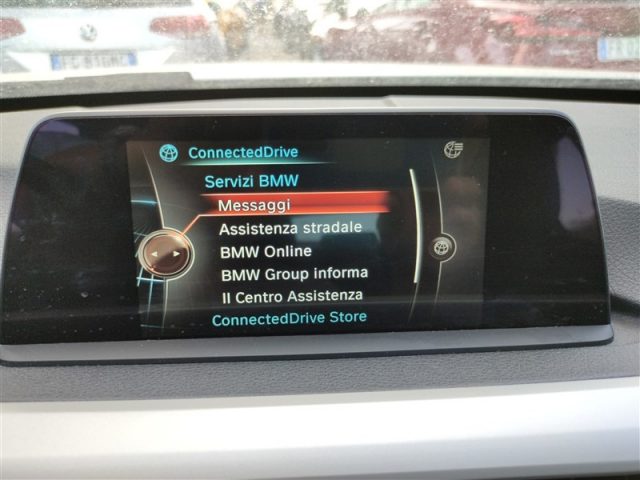 ConnectedDrive
Servizi BMW
Messaggi
Assistenza stradale
BMW Online
BMW Group informa
Il Centro Assistenza
ConnectedDrive Store